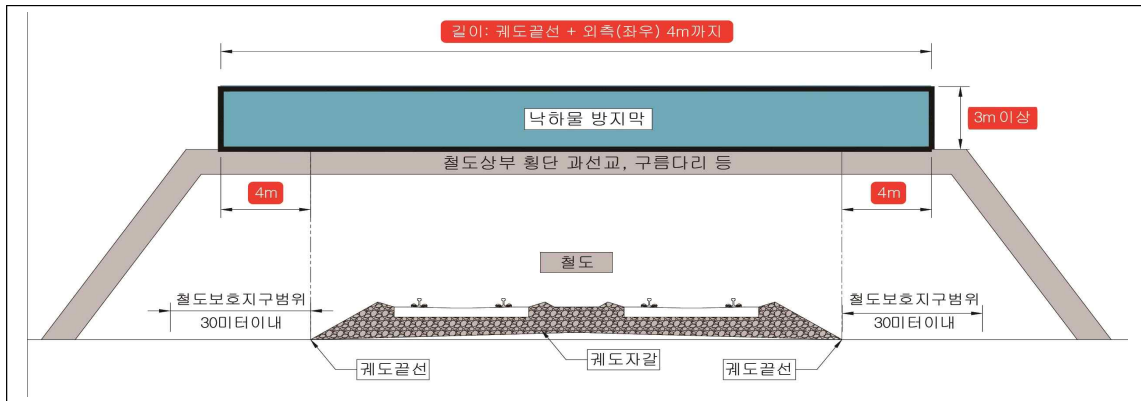 길이: 궤도끝선 + 외측(좌우) 4m까지
낙하물 방지막
3m 이상
철도상부 횡단 과선교, 구름다리 등
4m
4m
철도
철도보호지구범위
30미터이내
철도보호지구범위
30미터이내
궤도끝선
궤도자갈
궤도끝선